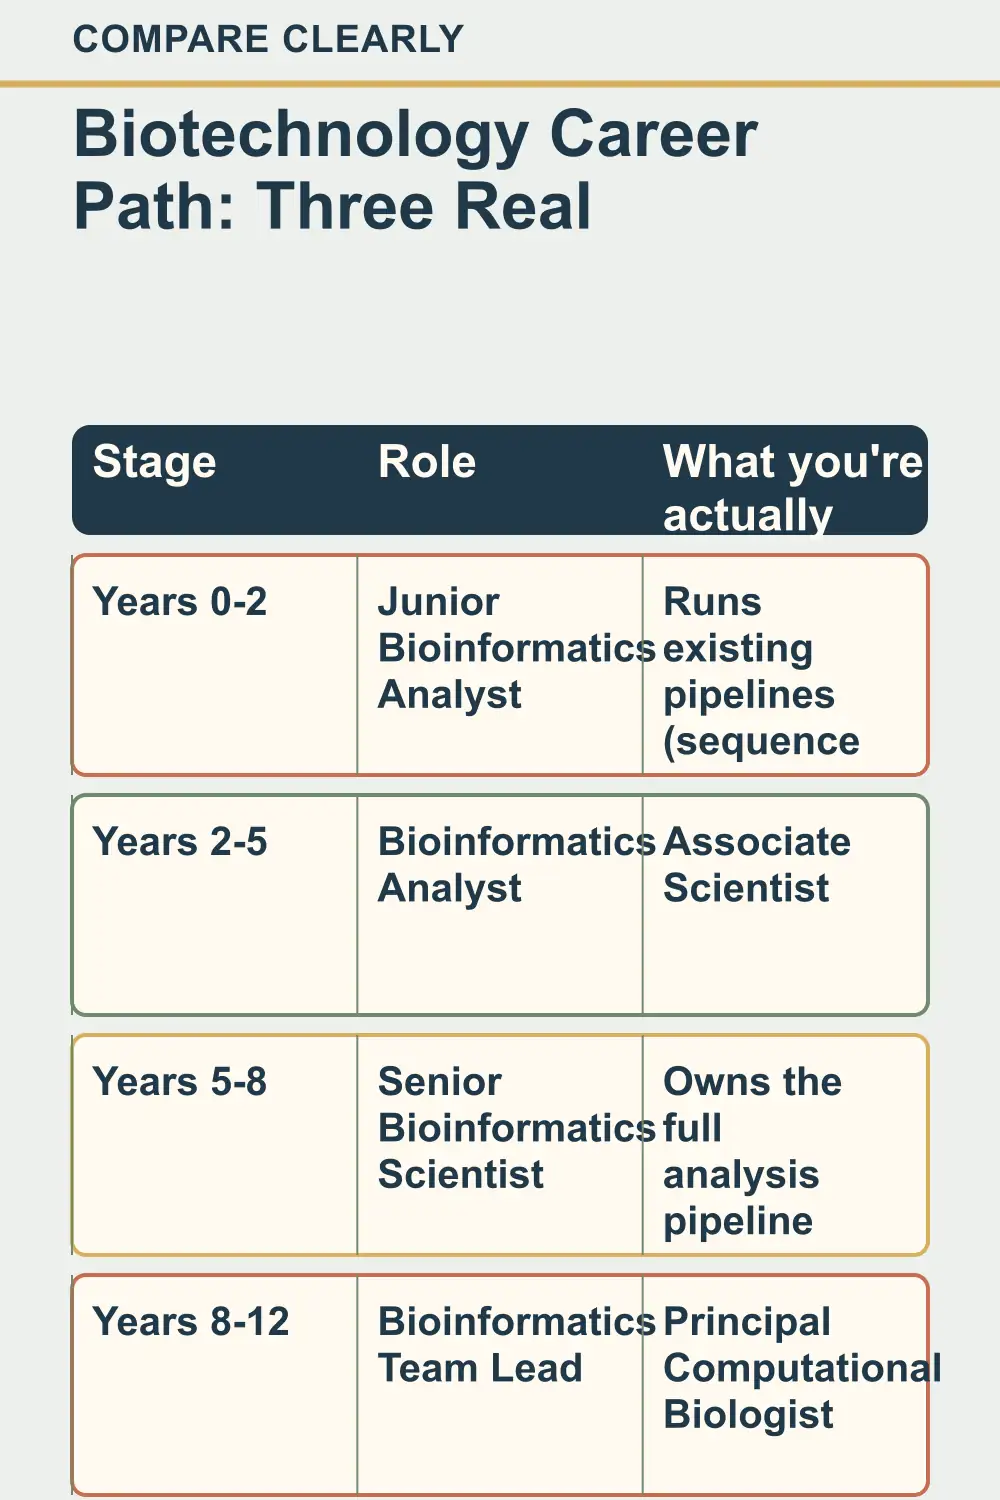 COMPARE CLEARLY
Biotechnology Career
Path: Three Real
Stage
Role
What you're
actually
Years 0-2
Junior
Bioinformatics
Analyst
Runs
existing
pipelines
(sequence
Years 2-5
Bioinformatics
Analyst
Associate
Scientist
Years 5-8
Senior
Bioinformatics
Scientist
Owns the
full
analysis
pipeline
Years 8-12
Bioinformatics
Team Lead
Principal
Computational
Biologist